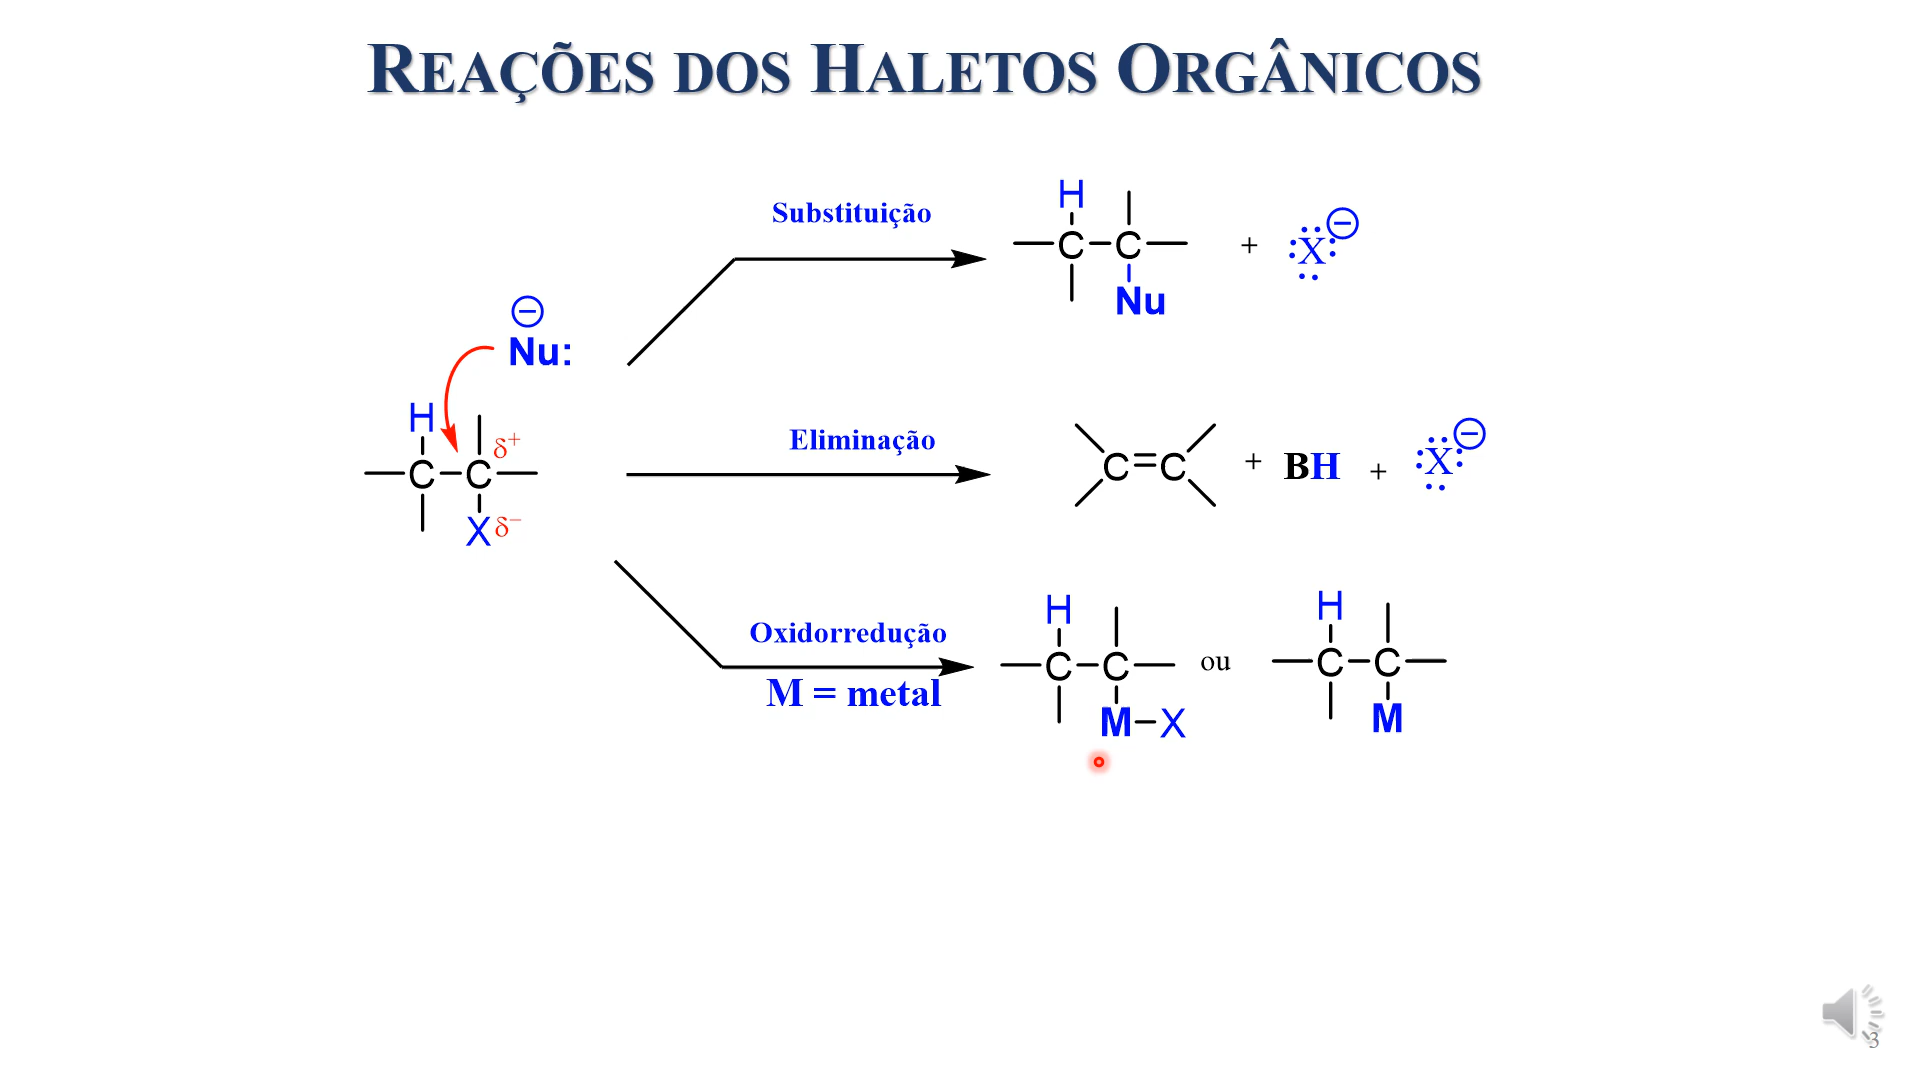 REAÇÕES DOS HALETOS ORGÂNICOS
Substituição
H
C C
Nu
+ :X: ⊖
⊖
Nu:
H
C C δ+
X δ−
Eliminação
C=C + BH + :X: ⊖
Oxidorredução
M = metal
H
C C
M–X
ou
H
C C
M
3